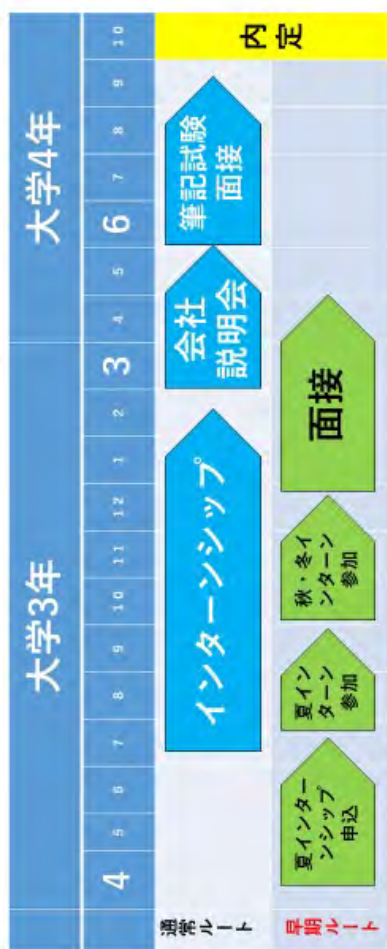 大学3年
大学4年
4
5
6
7
8
9
10
11
12
1
2
3
4
5
6
7
8
9
10
通常ルート
インターンシップ
会社
説明会
筆記試験
面接
内定
早期ルート
夏インター
ンシップ
申込
夏イン
ターン
参加
秋・冬イ
ンターン
参加
面接